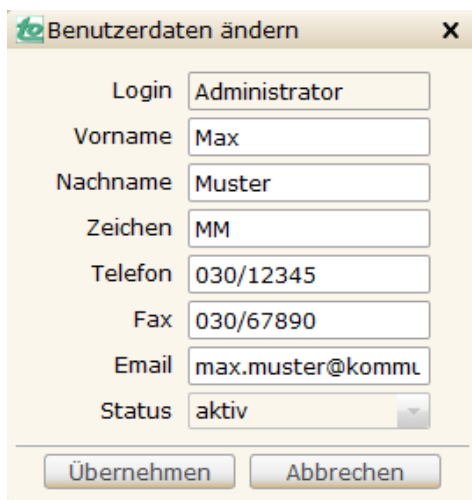 to Benutzerdaten ändern x
Login Administrator
Vorname Max
Nachname Muster
Zeichen MM
Telefon 030/12345
Fax 030/67890
Email max.muster@kommu
Status aktiv
Übernehmen Abbrechen